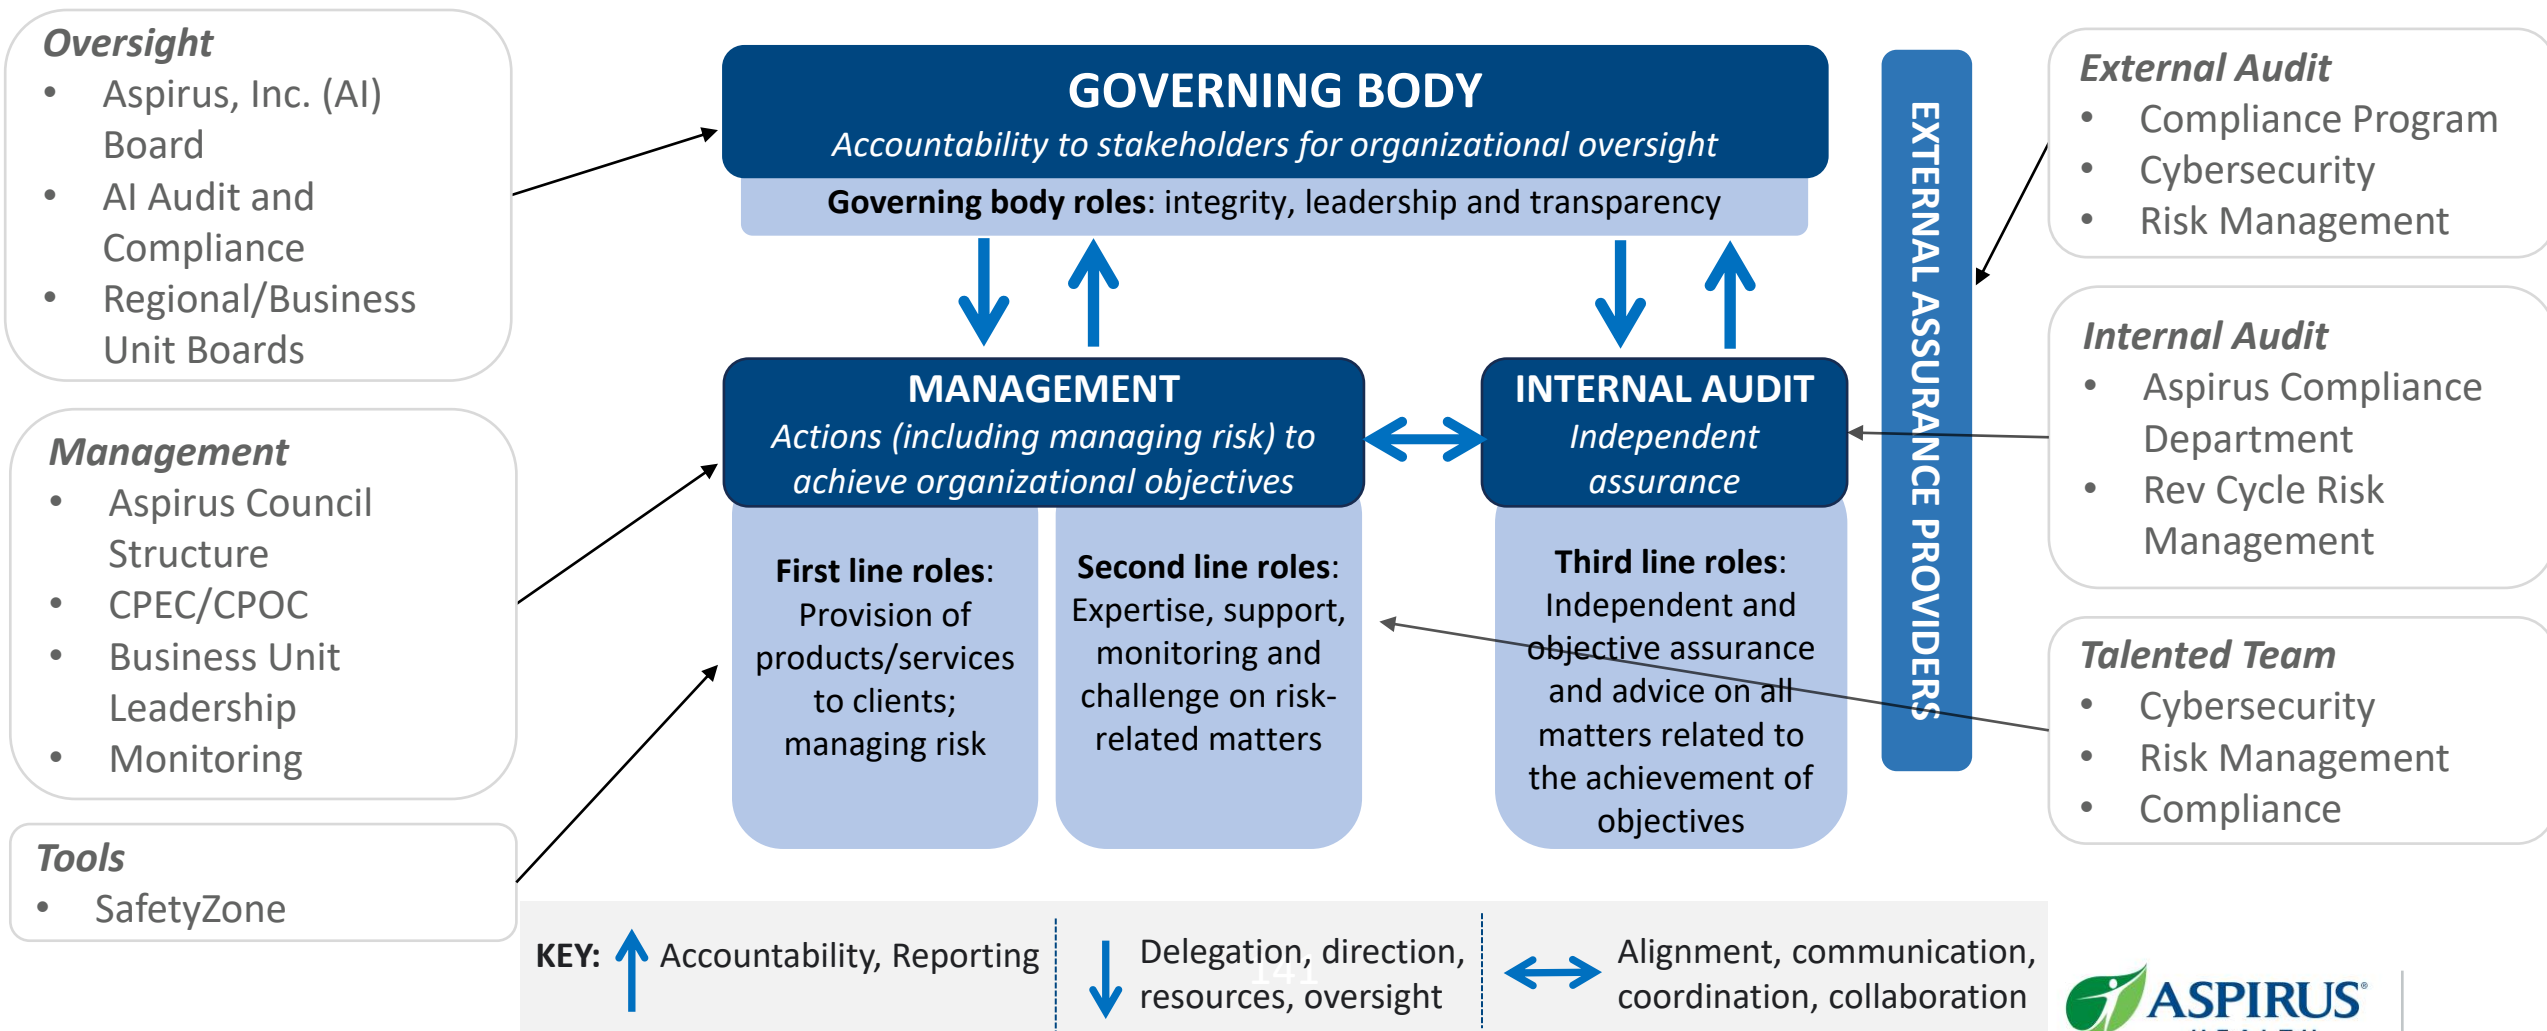 Oversight
• Aspirus, Inc. (AI)
Board
• AI Audit and
Compliance
• Regional/Business
Unit Boards
Management
• Aspirus Council
Structure
• CPEC/CPOC
• Business Unit
Leadership
• Monitoring
Tools
• SafetyZone
GOVERNING BODY
Accountability to stakeholders for organizational oversight
Governing body roles: integrity, leadership and transparency
MANAGEMENT
Actions (including managing risk) to
achieve organizational objectives
First line roles:
Provision of
products/services
to clients;
managing risk
Second line roles:
Expertise, support,
monitoring and
challenge on risk-
related matters
INTERNAL AUDIT
Independent
assurance
Third line roles:
Independent and
objective assurance
and advice on all
matters related to
the achievement of
objectives
EXTERNAL ASSURANCE PROVIDERS
External Audit
• Compliance Program
• Cybersecurity
• Risk Management
Internal Audit
• Aspirus Compliance
Department
• Rev Cycle Risk
Management
Talented Team
• Cybersecurity
• Risk Management
• Compliance
KEY:
Accountability, Reporting
Delegation, direction,
resources, oversight
Alignment, communication,
coordination, collaboration
141
ASPIRUS®